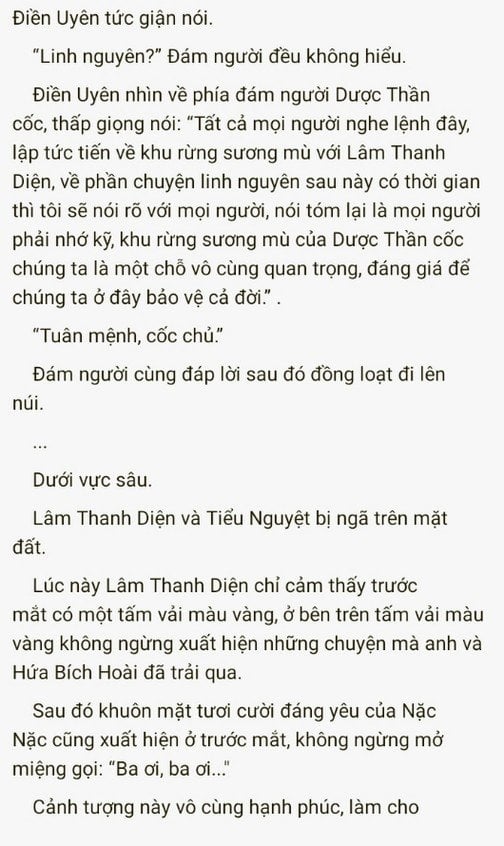 Điền Uyên tức giận nói.
“Linh nguyên?” Đám người đều không hiểu.
Điền Uyên nhìn về phía đám người Dược Thần
cốc, thấp giọng nói: “Tất cả mọi người nghe lệnh đây,
lập tức tiến về khu rừng sương mù với Lâm Thanh
Diện, về phần chuyện linh nguyên sau này có thời gian
thì tôi sẽ nói rõ với mọi người, nói tóm lại là mọi người
phải nhớ kỹ, khu rừng sương mù của Dược Thần cốc
chúng ta là một chỗ vô cùng quan trọng, đáng giá để
chúng ta ở đây bảo vệ cả đời.” .
“Tuân mệnh, cốc chủ.”
Đám người cùng đáp lời sau đó đồng loạt đi lên
núi.
...
Dưới vực sâu.
Lâm Thanh Diện và Tiểu Nguyệt bị ngã trên mặt
đất.
Lúc này Lâm Thanh Diện chỉ cảm thấy trước
mắt có một tấm vải màu vàng, ở bên trên tấm vải màu
vàng không ngừng xuất hiện những chuyện mà anh và
Hứa Bích Hoài đã trải qua.
Sau đó khuôn mặt tươi cười đáng yêu của Nặc
Nặc cũng xuất hiện ở trước mắt, không ngừng mở
miệng gọi: “Ba ơi, ba ơi..."
Cảnh tượng này vô cùng hạnh phúc, làm cho